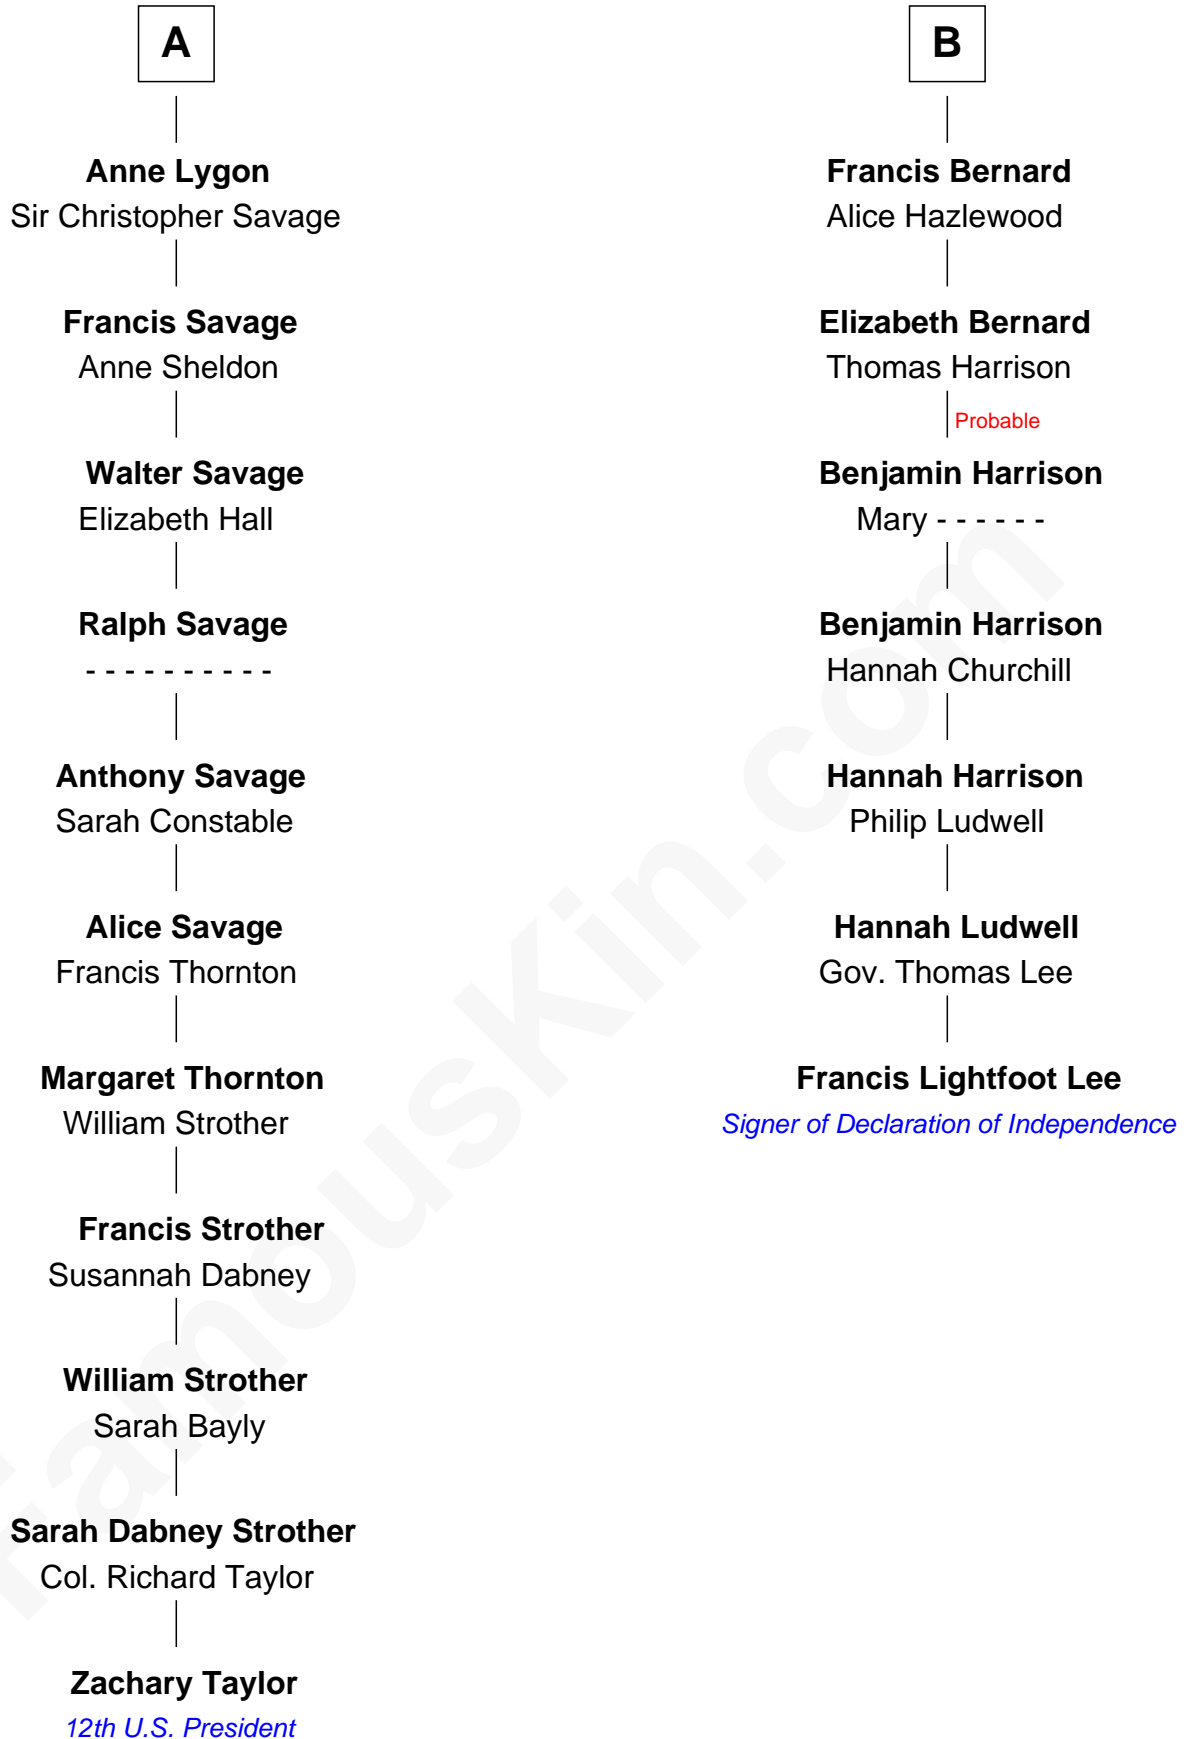 A
Anne Lygon
Sir Christopher Savage
Francis Savage
Anne Sheldon
Walter Savage
Elizabeth Hall
Ralph Savage
- - - - - - - - - -
Anthony Savage
Sarah Constable
Alice Savage
Francis Thornton
Margaret Thornton
William Strother
Francis Strother
Susannah Dabney
William Strother
Sarah Bayly
Sarah Dabney Strother
Col. Richard Taylor
Zachary Taylor
12th U.S. President
B
Francis Bernard
Alice Hazlewood
Elizabeth Bernard
Thomas Harrison
Probable
Benjamin Harrison
Mary - - - - - -
Benjamin Harrison
Hannah Churchill
Hannah Harrison
Philip Ludwell
Hannah Ludwell
Gov. Thomas Lee
Francis Lightfoot Lee
Signer of Declaration of Independence
famouskin.com